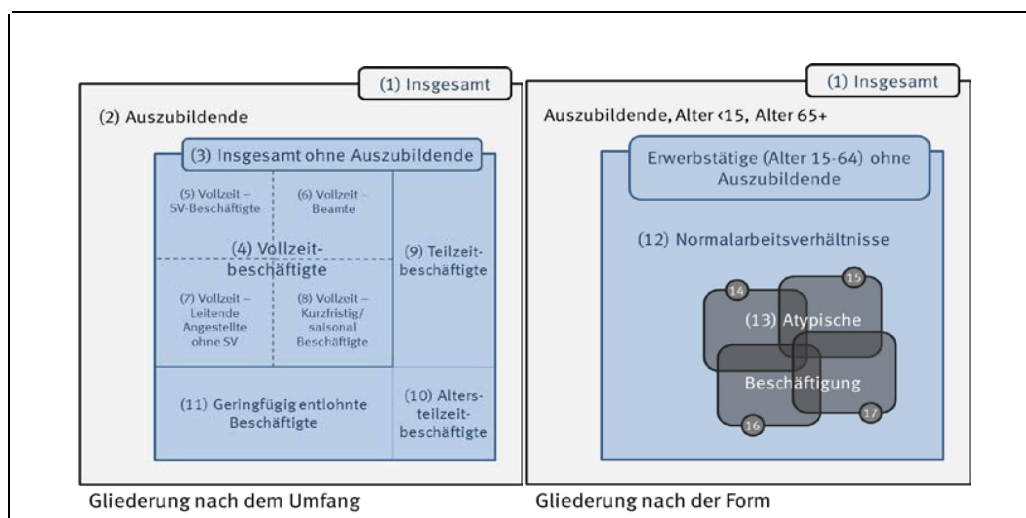 (1) Insgesamt
(2) Auszubildende
(3) Insgesamt ohne Auszubildende
(5) Vollzeit –
SV-Beschäftigte
(6) Vollzeit –
Beamte
(4) Vollzeit-
beschäftigte
(9) Teilzeit-
beschäftigte
(7) Vollzeit –
Leitende
Angestellte
ohne SV
(8) Vollzeit –
Kurzfristig/
saisonal
Beschäftigte
(11) Geringfügig entlohnte
Beschäftigte
(10) Alters-
teilzeit-
beschäftigte
Gliederung nach dem Umfang
(1) Insgesamt
Auszubildende, Alter <15, Alter 65+
Erwerbstätige (Alter 15-64) ohne
Auszubildende
(12) Normalarbeitsverhältnisse
14
15
(13) Atypische
Beschäftigung
16
17
Gliederung nach der Form